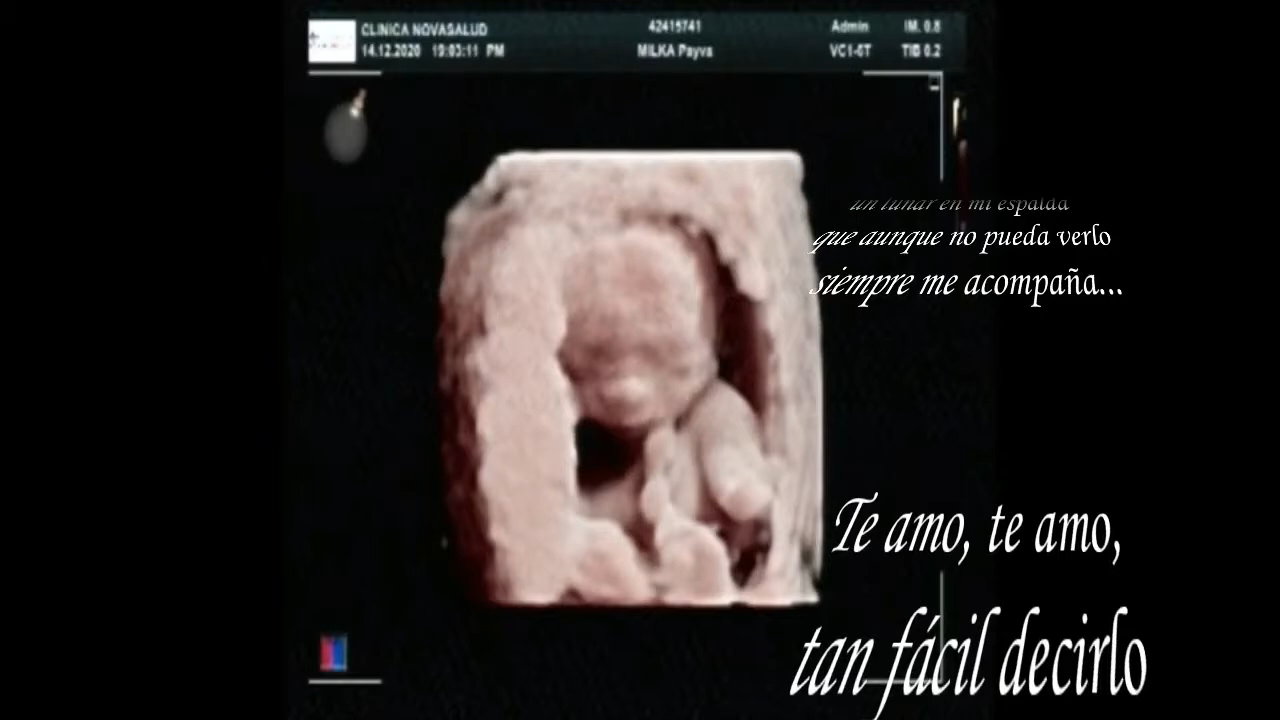 CLINICA NOVASALUD
14.12.2020 19:03:11 PM
42415741
MILKA Payva
Admin
VC1-6T
IM. 0.8
TIB 0.2
un lunar en mi espalda
que aunque no pueda verlo
siempre me acompaña...
Te amo, te amo,
tan fácil decirlo